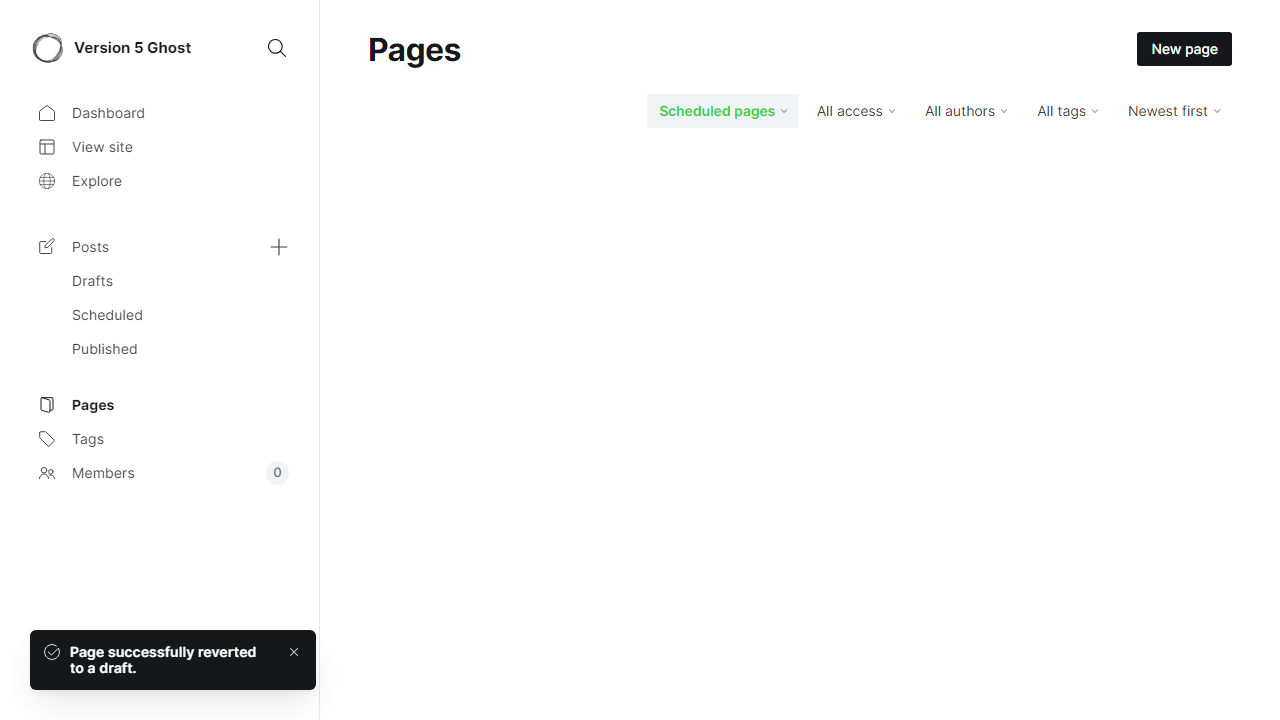 Version 5 Ghost
Dashboard
View site
Explore
Posts
Drafts
Scheduled
Published
Pages
Tags
Members 0
Page successfully reverted
to a draft.
Pages
New page
Scheduled pages All access All authors All tags Newest first